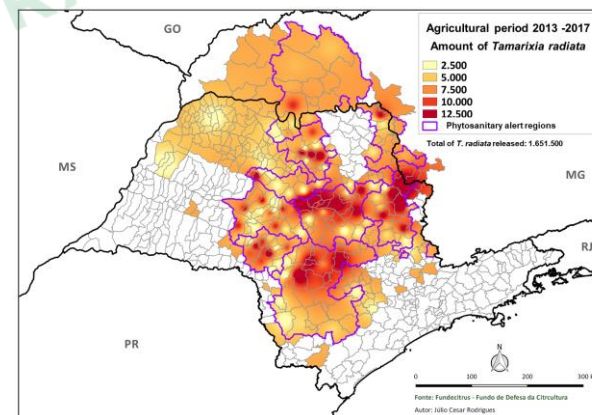 GO
Agricultural period 2013 -2017
Amount of Tamarixia radiata
2.500
5.000
7.500
10.000
12.500
Phytosanitary alert regions
Total of T. radiata released: 1.651.500
MS
MG
RJ
PR
N
0
100
200
300 k
Fonte: Fundecitrus - Fundo de Defesa da Citrcultura
Autor: Júlio Cesar Rodrigues